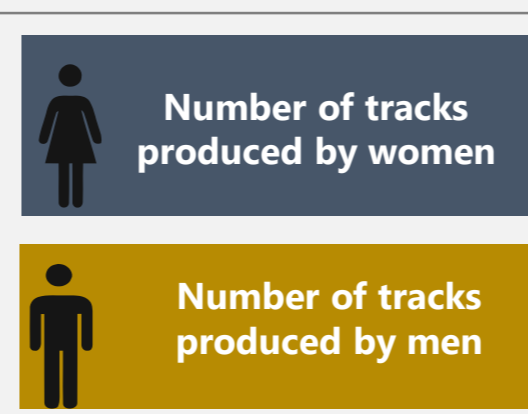 Number of tracks
produced by women
Number of tracks
produced by men